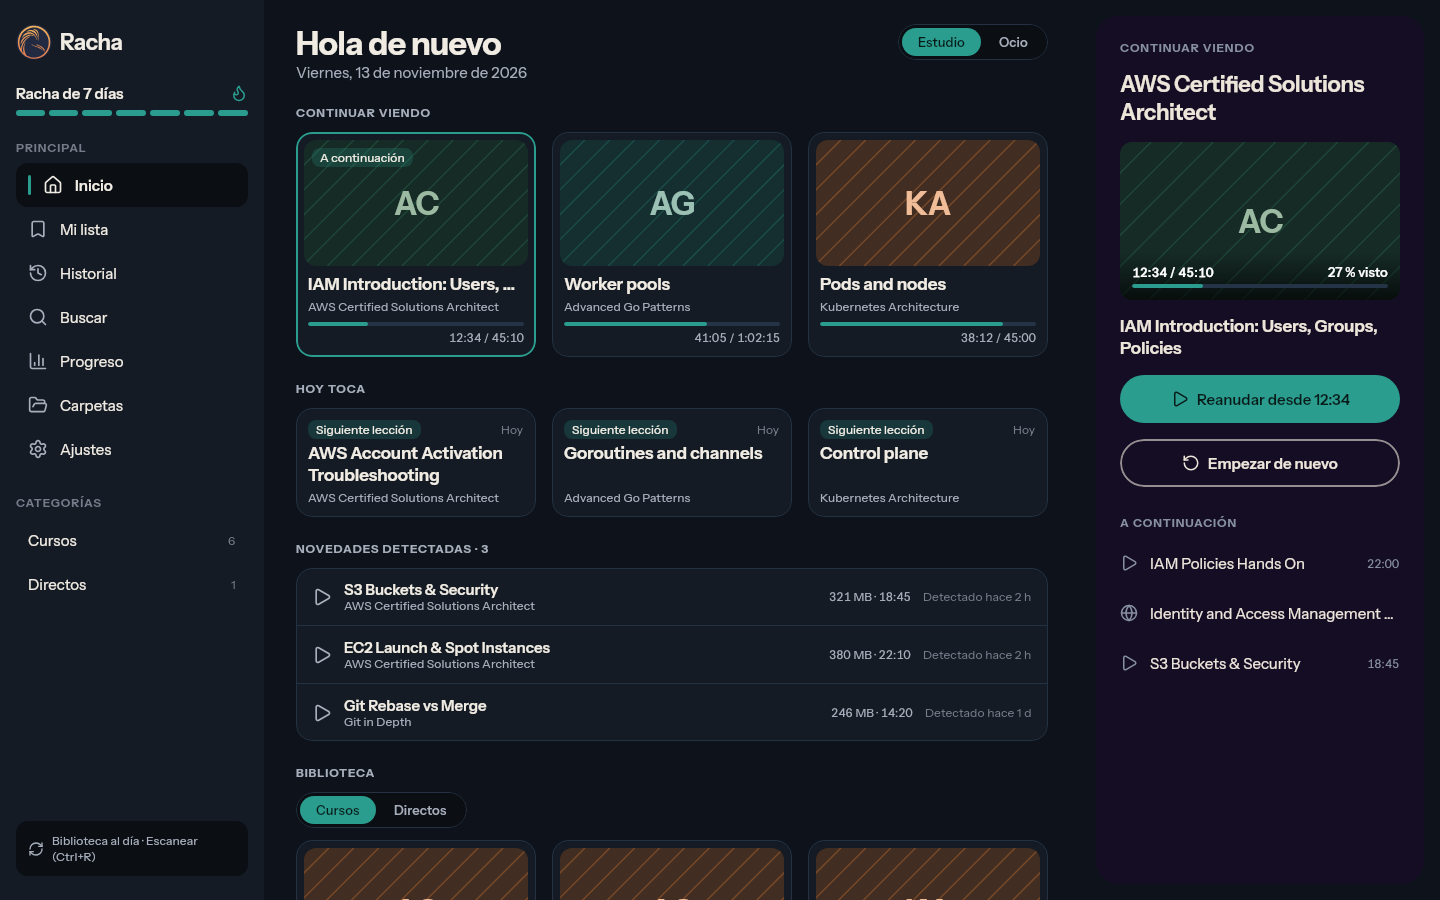 Racha
Racha de 7 días
PRINCIPAL
Inicio
Mi lista
Historial
Buscar
Progreso
Carpetas
Ajustes
CATEGORÍAS
Cursos 6
Directos 1
Biblioteca al día · Escanear
(Ctrl+R)
Hola de nuevo
Viernes, 13 de noviembre de 2026
Estudio Ocio
CONTINUAR VIENDO
A continuación
AC
IAM Introduction: Users, ...
AWS Certified Solutions Architect
12:34 / 45:10
AG
Worker pools
Advanced Go Patterns
41:05 / 1:02:15
KA
Pods and nodes
Kubernetes Architecture
38:12 / 45:00
HOY TOCA
Siguiente lección Hoy
AWS Account Activation
Troubleshooting
AWS Certified Solutions Architect
Siguiente lección Hoy
Goroutines and channels
Advanced Go Patterns
Siguiente lección Hoy
Control plane
Kubernetes Architecture
NOVEDADES DETECTADAS · 3
S3 Buckets & Security
AWS Certified Solutions Architect
321 MB · 18:45 Detectado hace 2 h
EC2 Launch & Spot Instances
AWS Certified Solutions Architect
380 MB · 22:10 Detectado hace 2 h
Git Rebase vs Merge
Git in Depth
246 MB · 14:20 Detectado hace 1 d
BIBLIOTECA
Cursos Directos
CONTINUAR VIENDO
AWS Certified Solutions
Architect
AC
12:34 / 45:10 27 % visto
IAM Introduction: Users, Groups,
Policies
Reanudar desde 12:34
Empezar de nuevo
A CONTINUACIÓN
IAM Policies Hands On 22:00
Identity and Access Management ...
S3 Buckets & Security 18:45